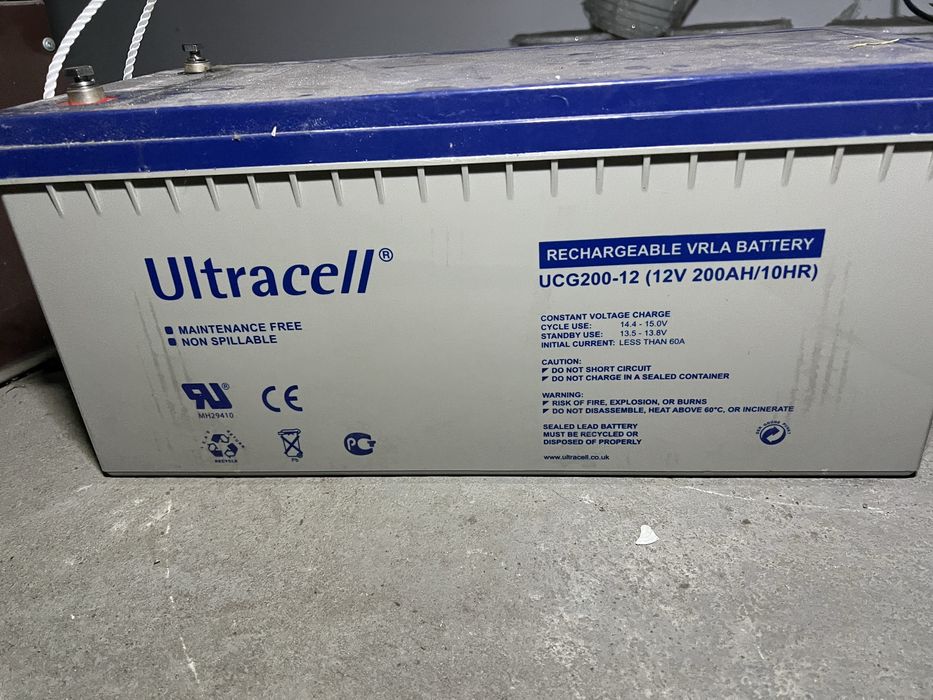 Ultracell®
MAINTENANCE FREE
NON SPILLABLE
MH29410
RECYCLE
Pb
RECHARGEABLE VRLA BATTERY
UCG200-12 (12V 200AH/10HR)
CONSTANT VOLTAGE CHARGE
CYCLE USE: 14.4 - 15.0V
STANDBY USE: 13.5 - 13.8V
INITIAL CURRENT: LESS THAN 60A
CAUTION:
DO NOT SHORT CIRCUIT
DO NOT CHARGE IN A SEALED CONTAINER
WARNING:
RISK OF FIRE, EXPLOSION, OR BURNS
DO NOT DISASSEMBLE, HEAT ABOVE 60°C, OR INCINERATE
SEALED LEAD BATTERY
MUST BE RECYCLED OR
DISPOSED OF PROPERLY
www.ultracell.co.uk